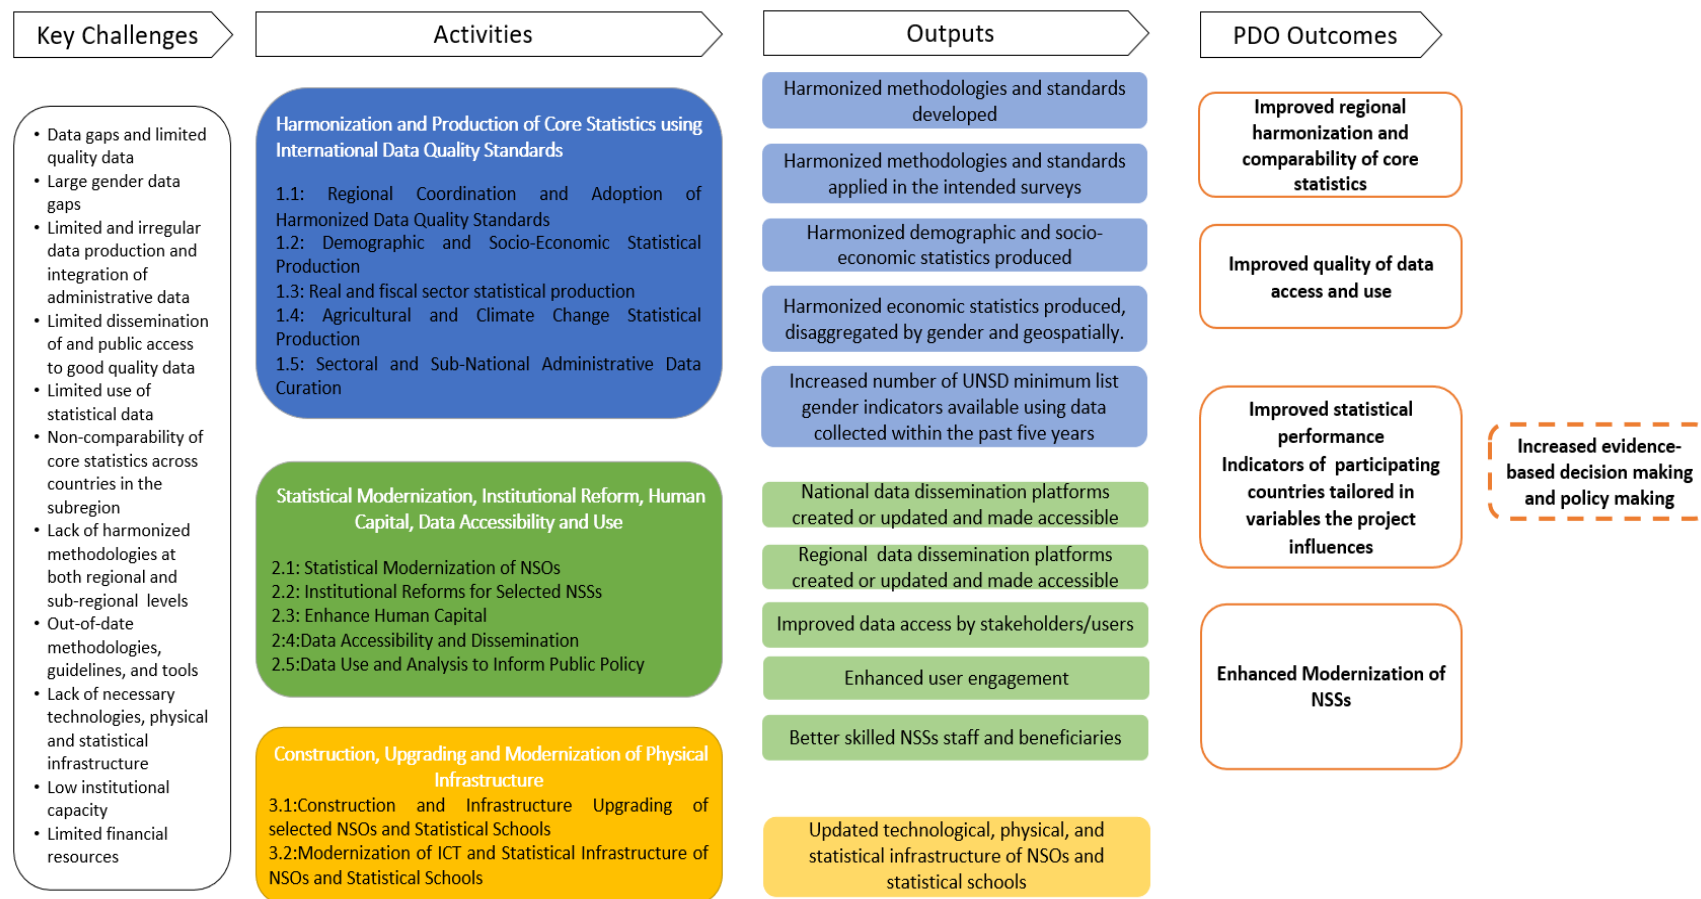 Key Challenges
Activities
Outputs
PDO Outcomes
• Data gaps and limited
quality data
• Large gender data
gaps
• Limited and irregular
data production and
integration of
administrative data
• Limited dissemination
of and public access
to good quality data
• Limited use of
statistical data
• Non-comparability of
core statistics across
countries in the
subregion
• Lack of harmonized
methodologies at
both regional and
sub-regional levels
• Out-of-date
methodologies,
guidelines, and tools
• Lack of necessary
technologies, physical
and statistical
infrastructure
• Low institutional
capacity
• Limited financial
resources
Harmonization and Production of Core Statistics using
International Data Quality Standards
1.1: Regional Coordination and Adoption of
Harmonized Data Quality Standards
1.2: Demographic and Socio-Economic Statistical
Production
1.3: Real and fiscal sector statistical production
1.4: Agricultural and Climate Change Statistical
Production
1.5: Sectoral and Sub-National Administrative Data
Curation
Statistical Modernization, Institutional Reform, Human
Capital, Data Accessibility and Use
2.1: Statistical Modernization of NSOs
2.2: Institutional Reforms for Selected NSSs
2.3: Enhance Human Capital
2:4:Data Accessibility and Dissemination
2.5:Data Use and Analysis to Inform Public Policy
Construction, Upgrading and Modernization of Physical
Infrastructure
3.1:Construction and Infrastructure Upgrading of
selected NSOs and Statistical Schools
3.2:Modernization of ICT and Statistical Infrastructure of
NSOs and Statistical Schools
Harmonized methodologies and standards
developed
Harmonized methodologies and standards
applied in the intended surveys
Harmonized demographic and socio-
economic statistics produced
Harmonized economic statistics produced,
disaggregated by gender and geospatially.
Increased number of UNSD minimum list
gender indicators available using data
collected within the past five years
National data dissemination platforms
created or updated and made accessible
Regional data dissemination platforms
created or updated and made accessible
Improved data access by stakeholders/users
Enhanced user engagement
Better skilled NSSs staff and beneficiaries
Updated technological, physical, and
statistical infrastructure of NSOs and
statistical schools
Improved regional
harmonization and
comparability of core
statistics
Improved quality of data
access and use
Improved statistical
performance
Indicators of participating
countries tailored in
variables the project
influences
Enhanced Modernization of
NSSs
Increased evidence-
based decision making
and policy making